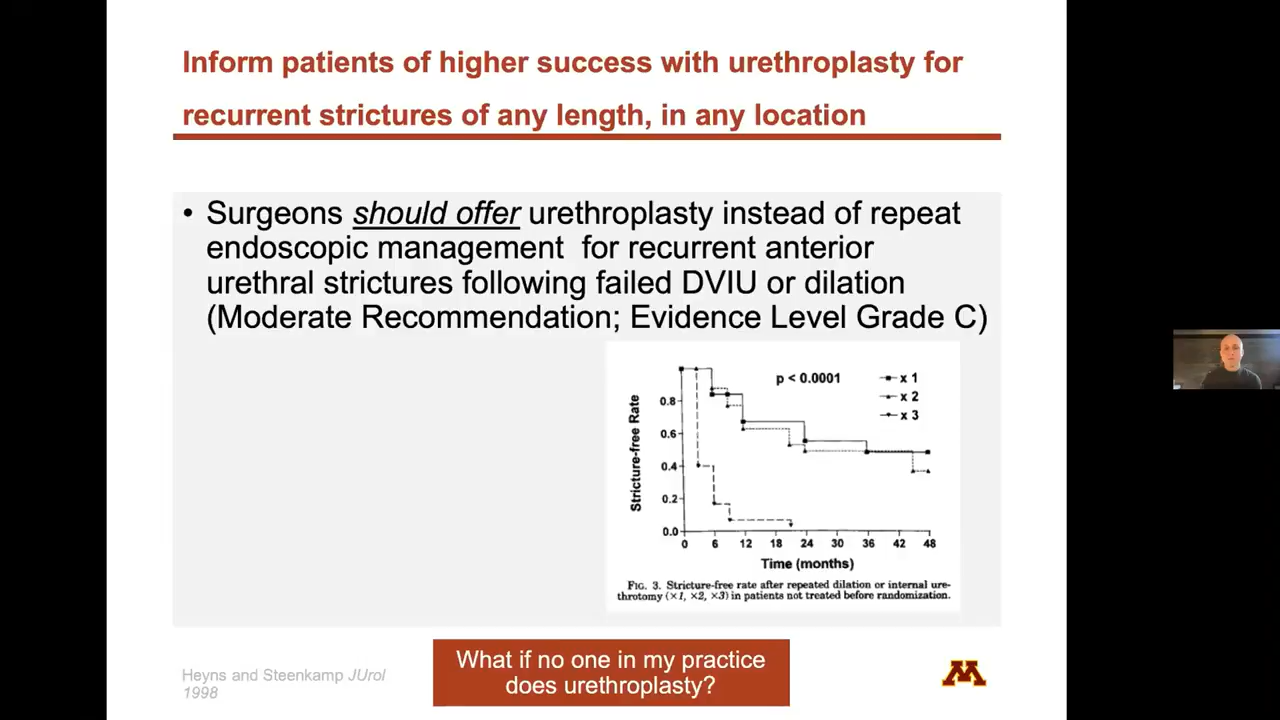 Inform patients of higher success with urethroplasty for
recurrent strictures of any length, in any location
• Surgeons should offer urethroplasty instead of repeat
endoscopic management for recurrent anterior
urethral strictures following failed DVIU or dilation
(Moderate Recommendation; Evidence Level Grade C)
p < 0.0001
x 1
x 2
x 3
Stricture-free Rate
0.8
0.6
0.4
0.2
0.0
0 6 12 18 24 30 36 42 48
Time (months)
FIG. 3. Stricture-free rate after repeated dilation or internal ure-
throtomy (×1, ×2, ×3) in patients not treated before randomization.
Heyns and Steenkamp JUrol
1998
What if no one in my practice
does urethroplasty?
M